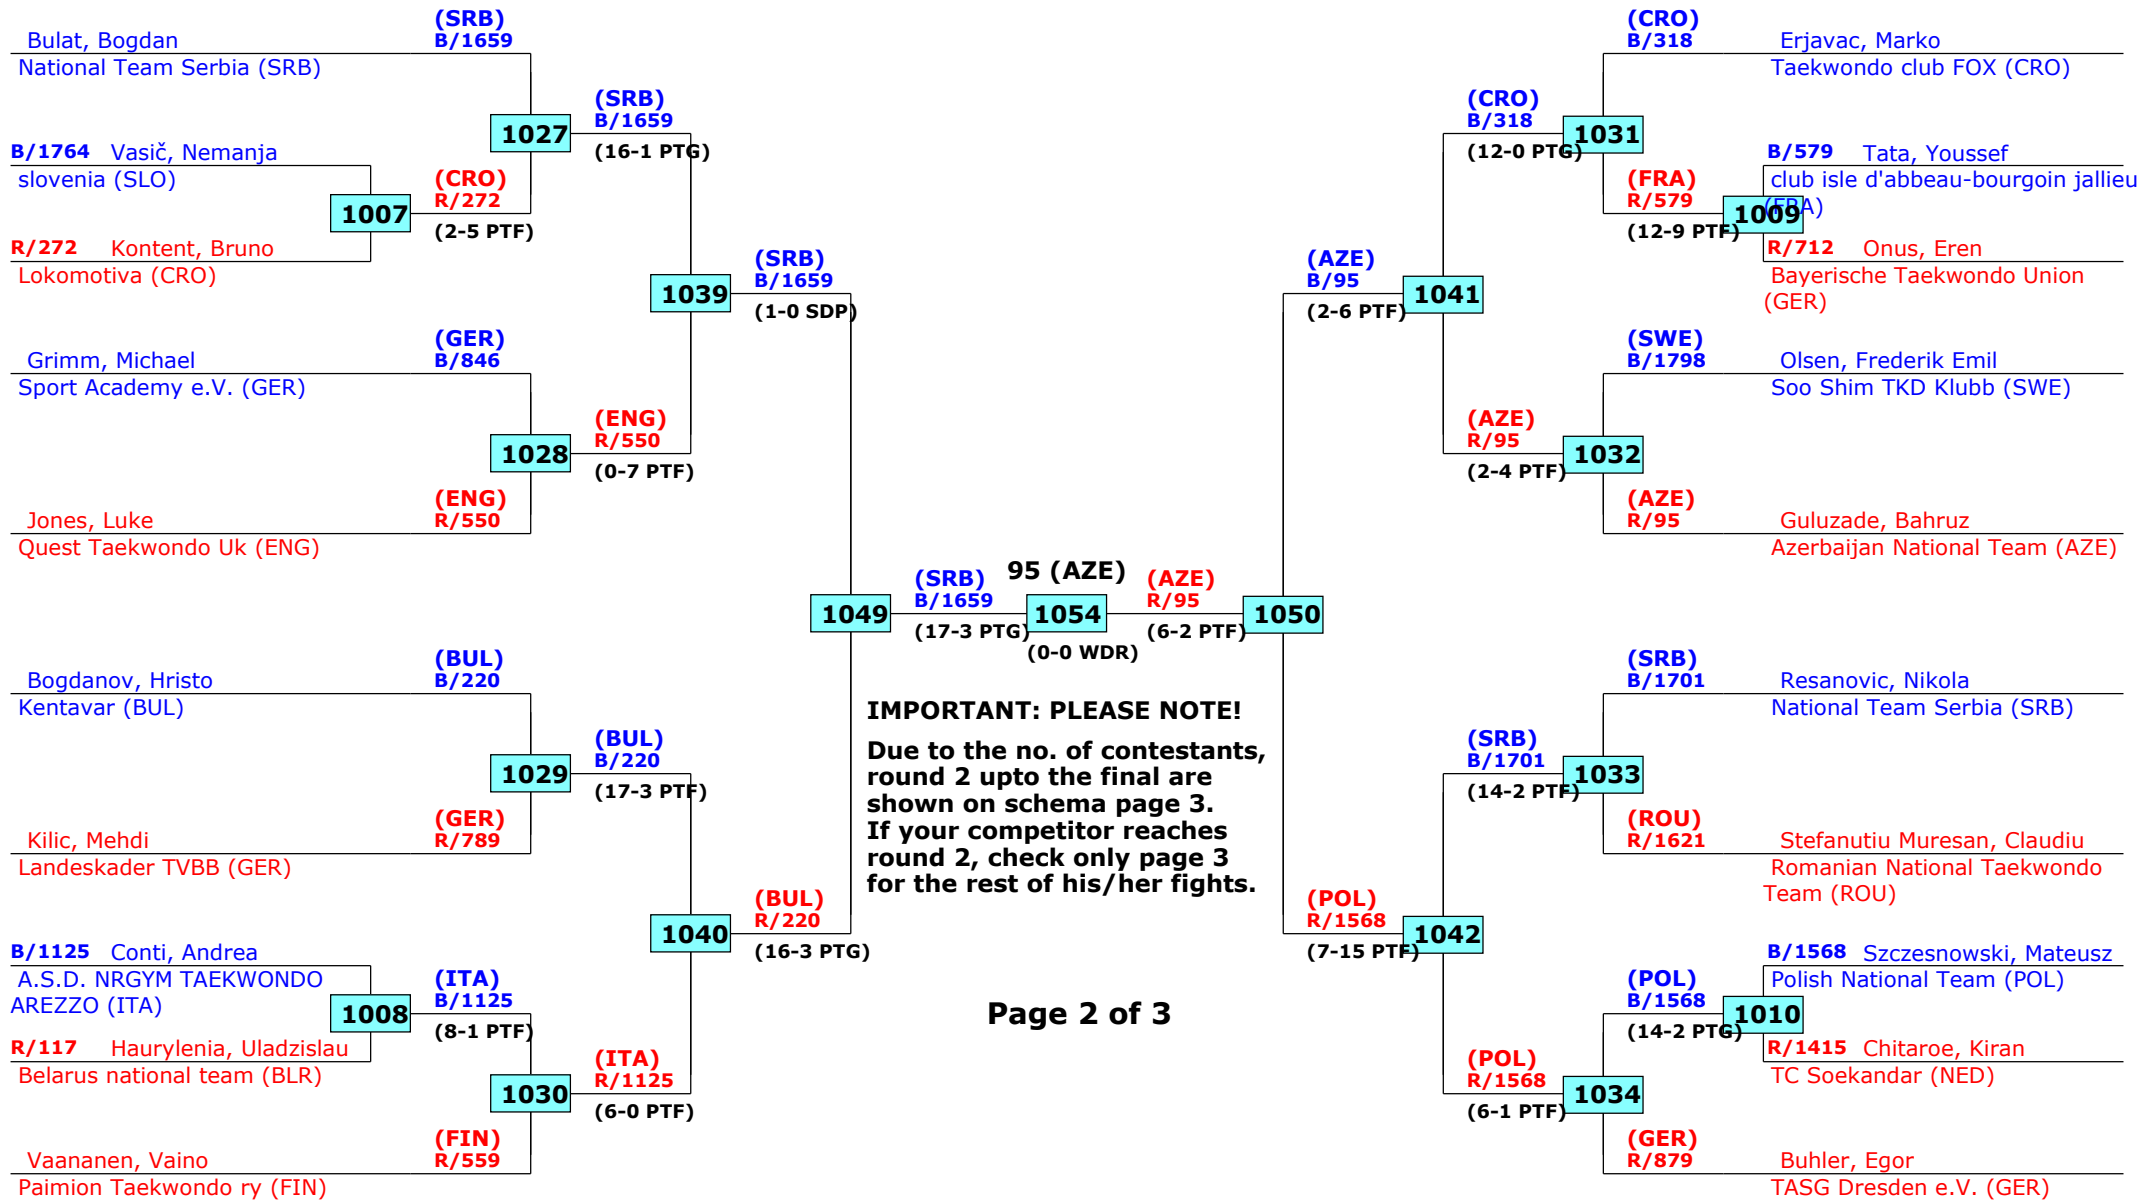 (SRB)
Bulat, Bogdan B/1659
National Team Serbia (SRB)
(SRB)
B/1659
1027
(16-1 PTG)
B/1764 Vasič, Nemanja
slovenia (SLO)
(CRO)
R/272
1007
(2-5 PTF)
R/272 Kontent, Bruno
Lokomotiva (CRO)
(SRB)
B/1659
1039
(1-0 SDP)
(GER)
Grimm, Michael B/846
Sport Academy e.V. (GER)
(ENG)
R/550
1028
(0-7 PTF)
(ENG)
Jones, Luke R/550
Quest Taekwondo Uk (ENG)
(SRB)
B/1659
1049
(17-3 PTG)
95 (AZE)
1054
(0-0 WDR)
(AZE)
R/95
1050
(6-2 PTF)
(BUL)
Bogdanov, Hristo B/220
Kentavar (BUL)
(BUL)
B/220
1029
(17-3 PTF)
(GER)
Kilic, Mehdi R/789
Landeskader TVBB (GER)
(BUL)
R/220
1040
(16-3 PTG)
B/1125 Conti, Andrea
A.S.D. NRGYM TAEKWONDO
AREZZO (ITA)
(ITA)
B/1125
1008
(8-1 PTF)
R/117 Haurylenia, Uladzislau
Belarus national team (BLR)
(ITA)
R/1125
1030
(6-0 PTF)
(FIN)
Vaananen, Vaino R/559
Paimion Taekwondo ry (FIN)
IMPORTANT: PLEASE NOTE!
Due to the no. of contestants,
round 2 upto the final are
shown on schema page 3.
If your competitor reaches
round 2, check only page 3
for the rest of his/her fights.
Page 2 of 3
(CRO)
B/318 Erjavac, Marko
Taekwondo club FOX (CRO)
(CRO)
B/318
1031
(12-0 PTG)
B/579 Tata, Youssef
club isle d'abbeau-bourgoin jallieu
(FRA)
(FRA)
R/579
1009
(12-9 PTF)
R/712 Onus, Eren
Bayerische Taekwondo Union
(GER)
(AZE)
B/95
1041
(2-6 PTF)
(SWE)
B/1798 Olsen, Frederik Emil
Soo Shim TKD Klubb (SWE)
(AZE)
R/95
1032
(2-4 PTF)
(AZE)
R/95 Guluzade, Bahruz
Azerbaijan National Team (AZE)
(SRB)
B/1701 Resanovic, Nikola
National Team Serbia (SRB)
(SRB)
B/1701
1033
(14-2 PTF)
(ROU)
R/1621 Stefanutiu Muresan, Claudiu
Romanian National Taekwondo
Team (ROU)
(POL)
R/1568
1042
(7-15 PTF)
B/1568 Szczesnowski, Mateusz
Polish National Team (POL)
(POL)
B/1568
1010
(14-2 PTG)
R/1415 Chitaroe, Kiran
TC Soekandar (NED)
(POL)
R/1568
1034
(6-1 PTF)
(GER)
R/879 Buhler, Egor
TASG Dresden e.V. (GER)